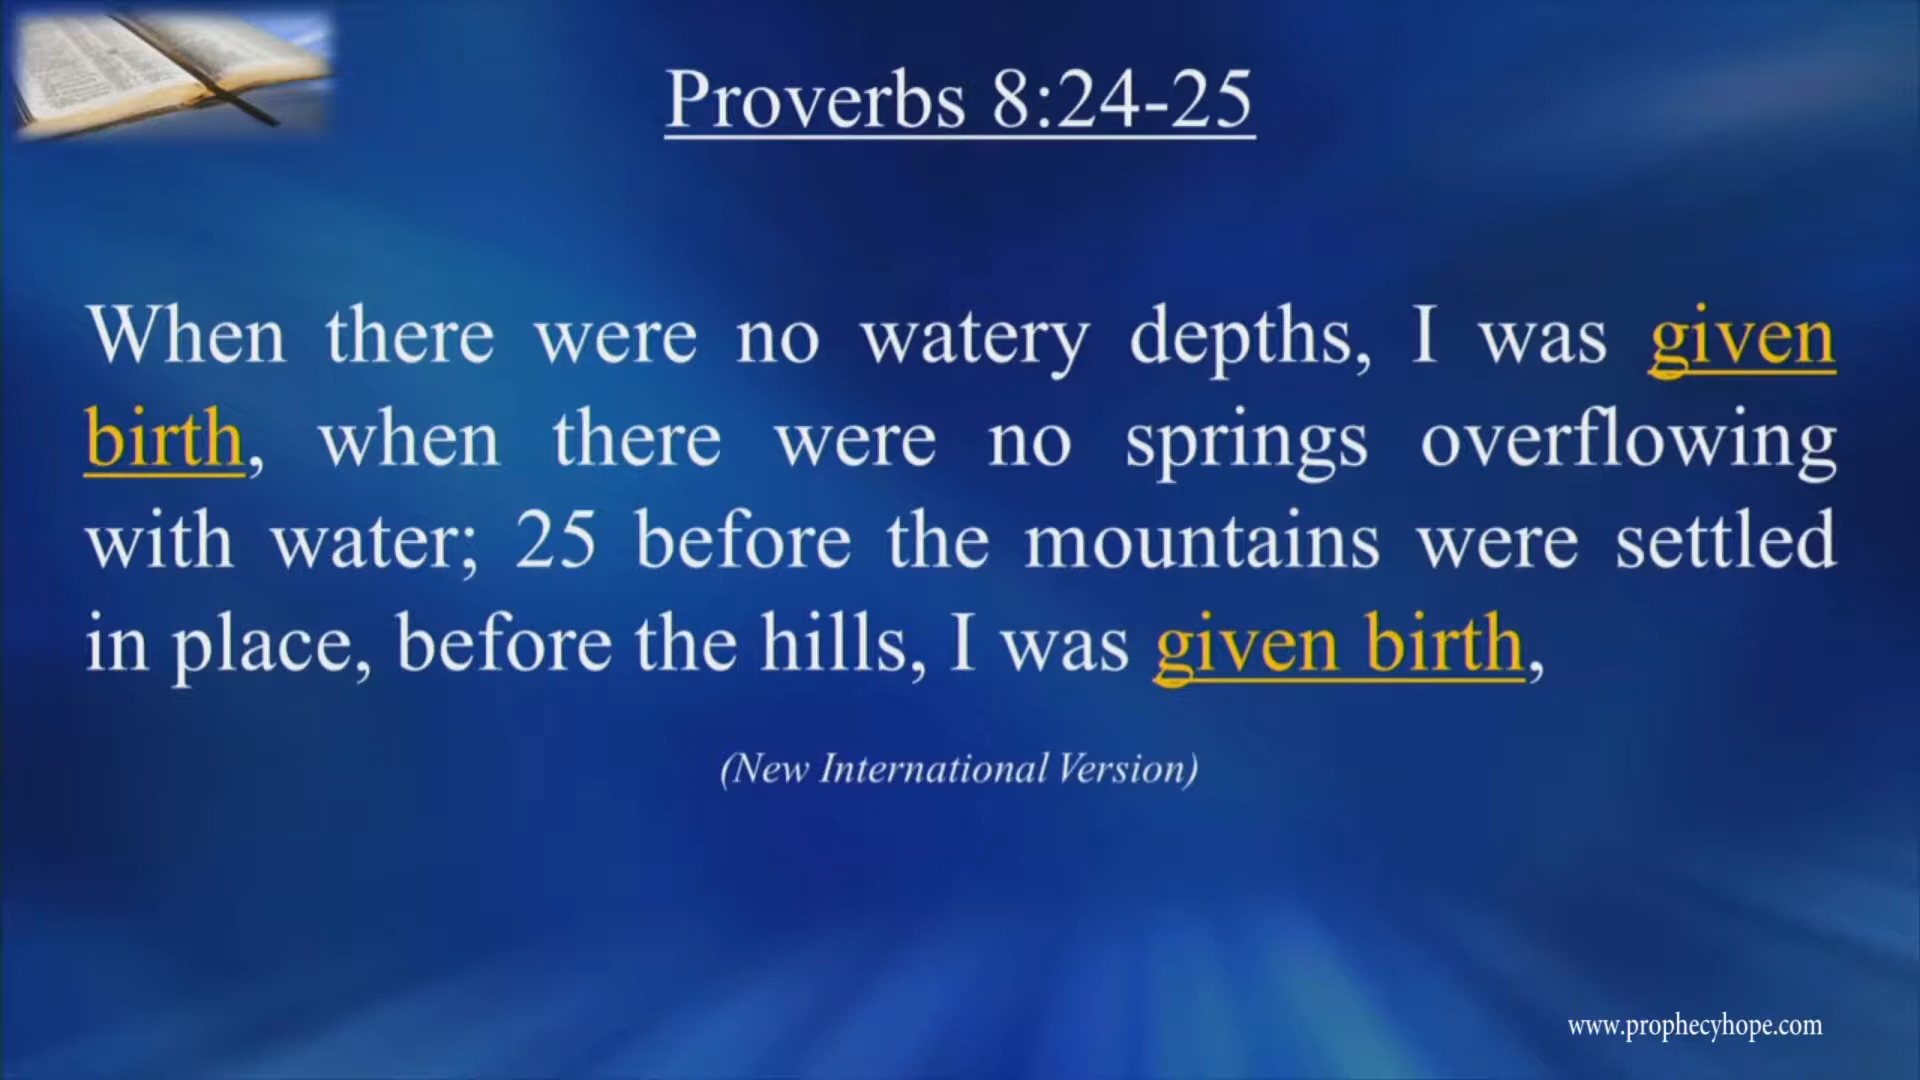 Proverbs 8:24-25
When there were no watery depths, I was given
birth, when there were no springs overflowing
with water; 25 before the mountains were settled
in place, before the hills, I was given birth,
(New International Version)
www.prophecyhope.com